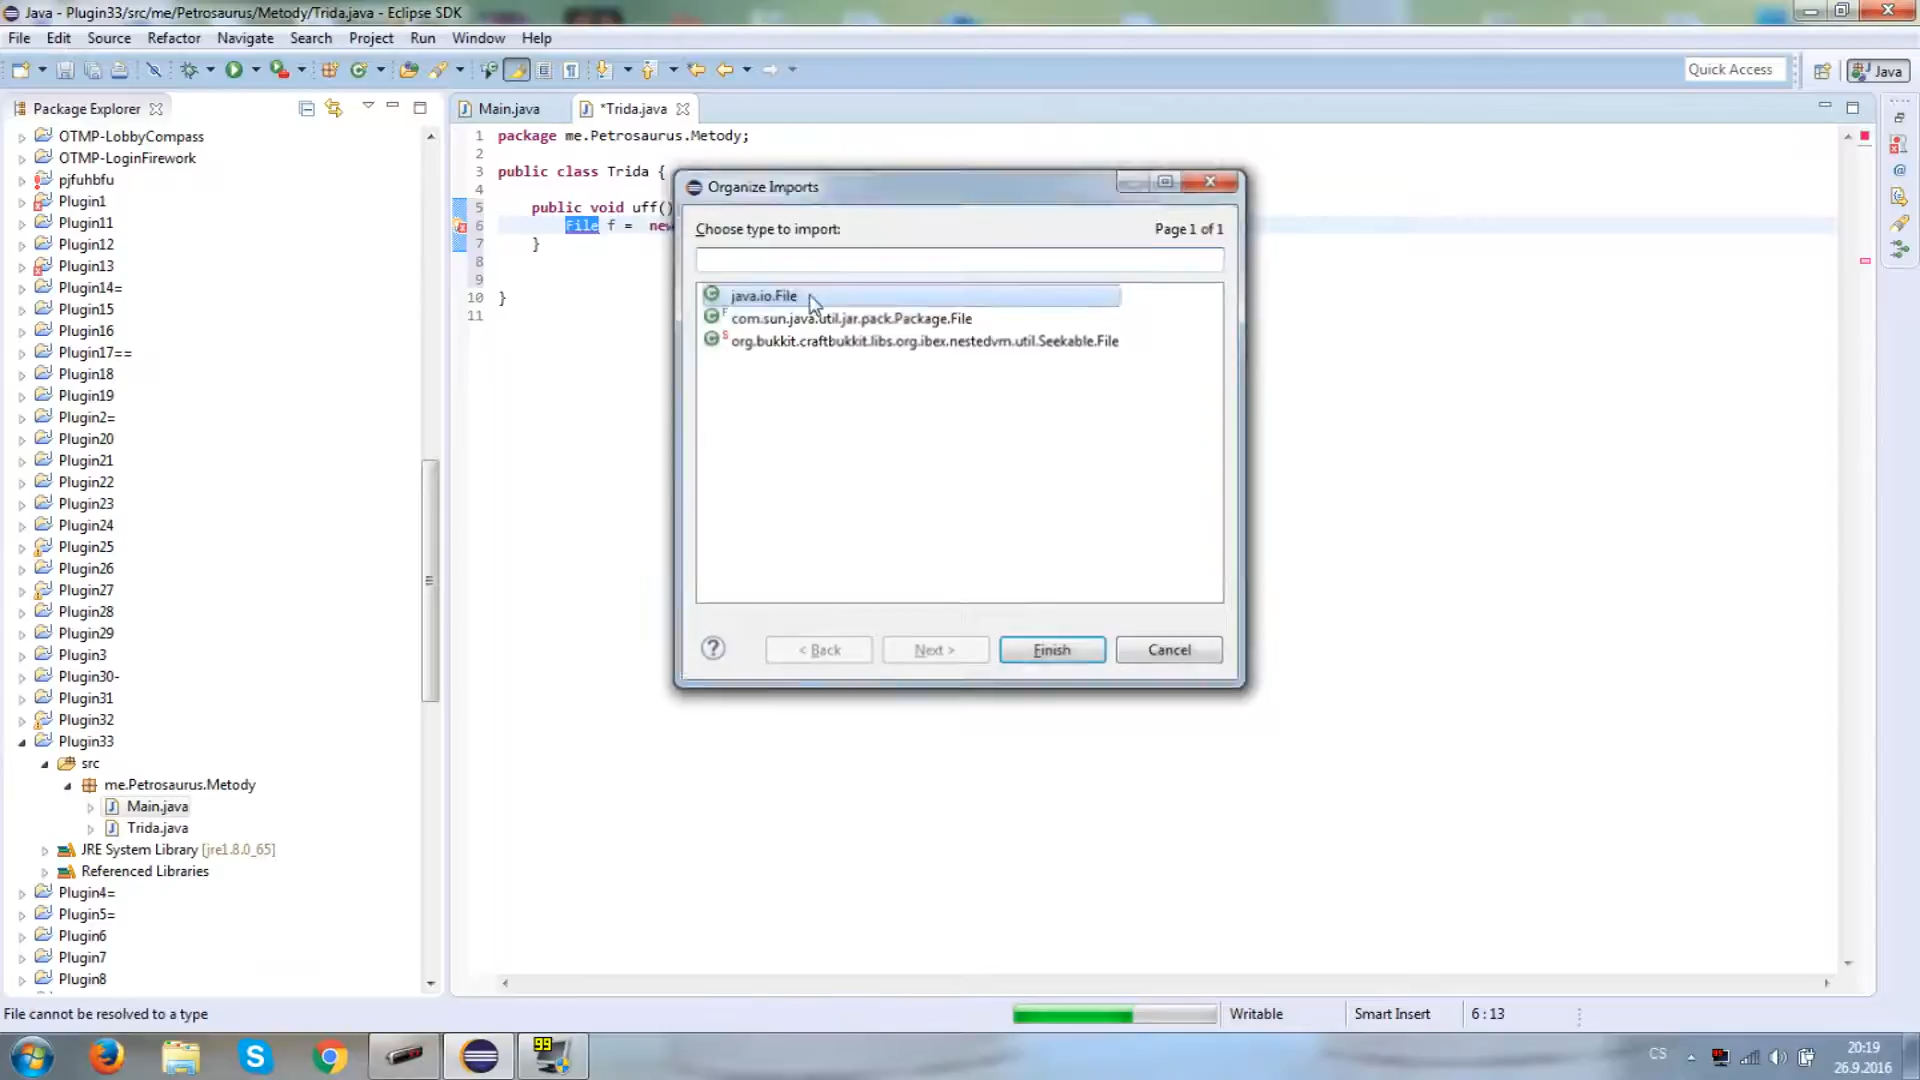 Java - Plugin33/src/me/Petrosaurus/Metody/Trida.java - Eclipse SDK
File Edit Source Refactor Navigate Search Project Run Window Help
Quick Access
Java
Package Explorer
Main.java
*Trida.java
OTMP-LobbyCompass
OTMP-LoginFirework
pjfuhbfu
Plugin1
Plugin11
Plugin12
Plugin13
Plugin14=
Plugin15
Plugin16
Plugin17==
Plugin18
Plugin19
Plugin2=
Plugin20
Plugin21
Plugin22
Plugin23
Plugin24
Plugin25
Plugin26
Plugin27
Plugin28
Plugin29
Plugin3
Plugin30-
Plugin31
Plugin32
Plugin33
src
me.Petrosaurus.Metody
Main.java
Trida.java
JRE System Library [jre1.8.0_65]
Referenced Libraries
Plugin4=
Plugin5=
Plugin6
Plugin7
Plugin8
1 package me.Petrosaurus.Metody;
2
3 public class Trida {
4
5 public void uff()
6 File f = new
7 }
8
9
10 }
11
Organize Imports
Choose type to import:
Page 1 of 1
java.io.File
com.sun.java.util.jar.pack.Package.File
org.bukkit.craftbukkit.libs.org.ibex.nestedvm.util.Seekable.File
< Back
Next >
Finish
Cancel
File cannot be resolved to a type
Writable
Smart Insert
6 : 13
99
CS
20:19
26.9.2016